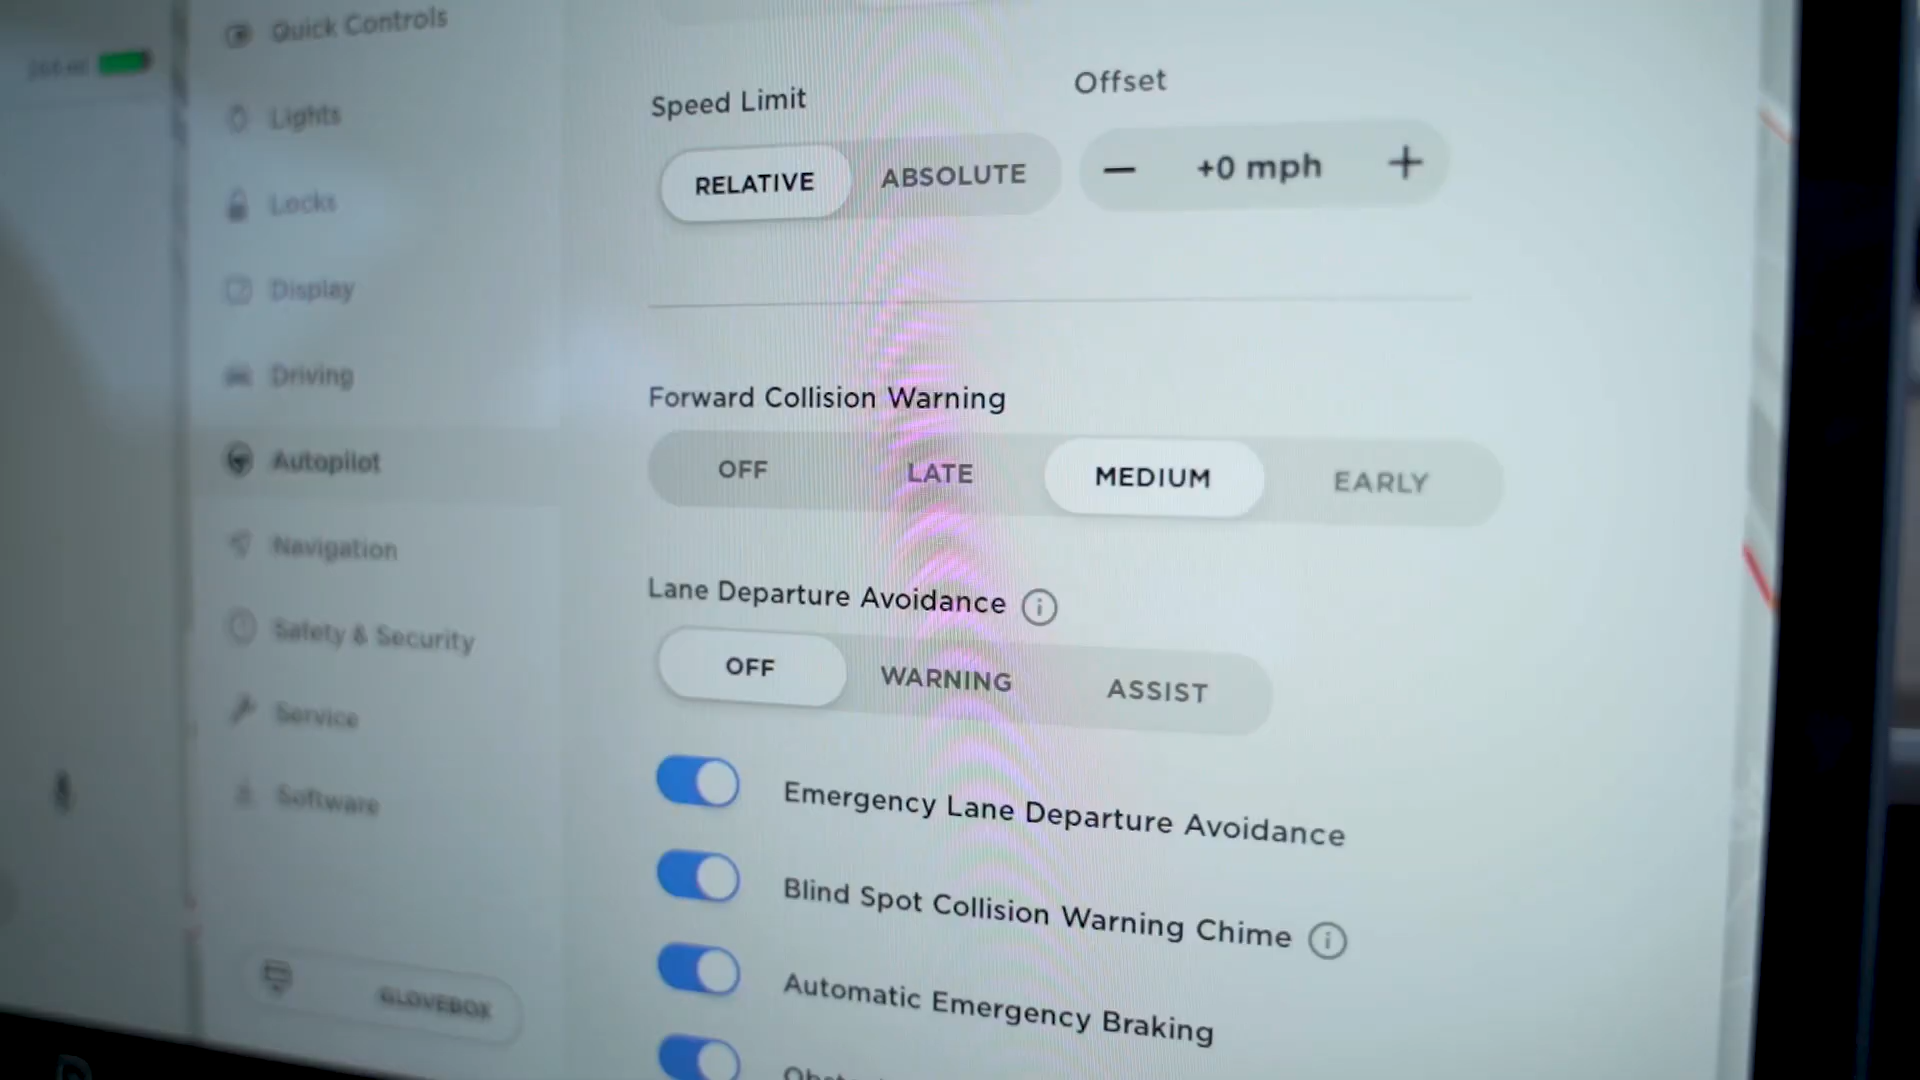 Quick Controls
Lights
Locks
Display
Driving
Autopilot
Navigation
Safety & Security
Service
Software
GLOVEBOX
Speed Limit
Offset
RELATIVE ABSOLUTE
— +0 mph +
Forward Collision Warning
OFF LATE MEDIUM EARLY
Lane Departure Avoidance
OFF WARNING ASSIST
Emergency Lane Departure Avoidance
Blind Spot Collision Warning Chime
Automatic Emergency Braking